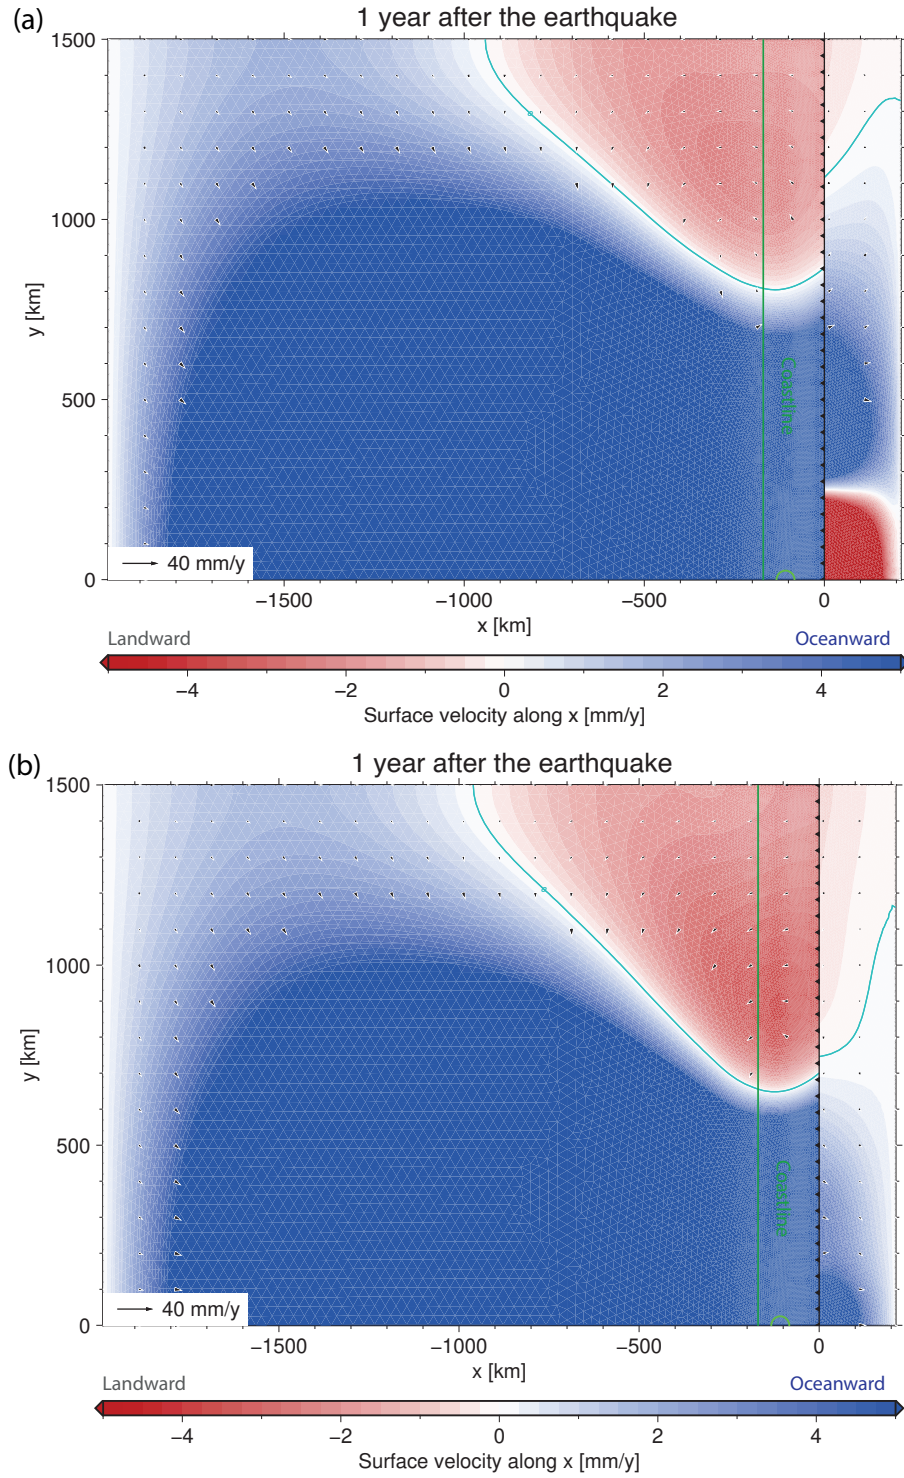 (a)
1 year after the earthquake
1500
1000
500
0
y [km]
Coastline
40 mm/y
−1500
−1000
−500
0
x [km]
Landward
Oceanward
−4
−2
0
2
4
Surface velocity along x [mm/y]
(b)
1 year after the earthquake
1500
1000
500
0
y [km]
Coastline
40 mm/y
−1500
−1000
−500
0
x [km]
Landward
Oceanward
−4
−2
0
2
4
Surface velocity along x [mm/y]